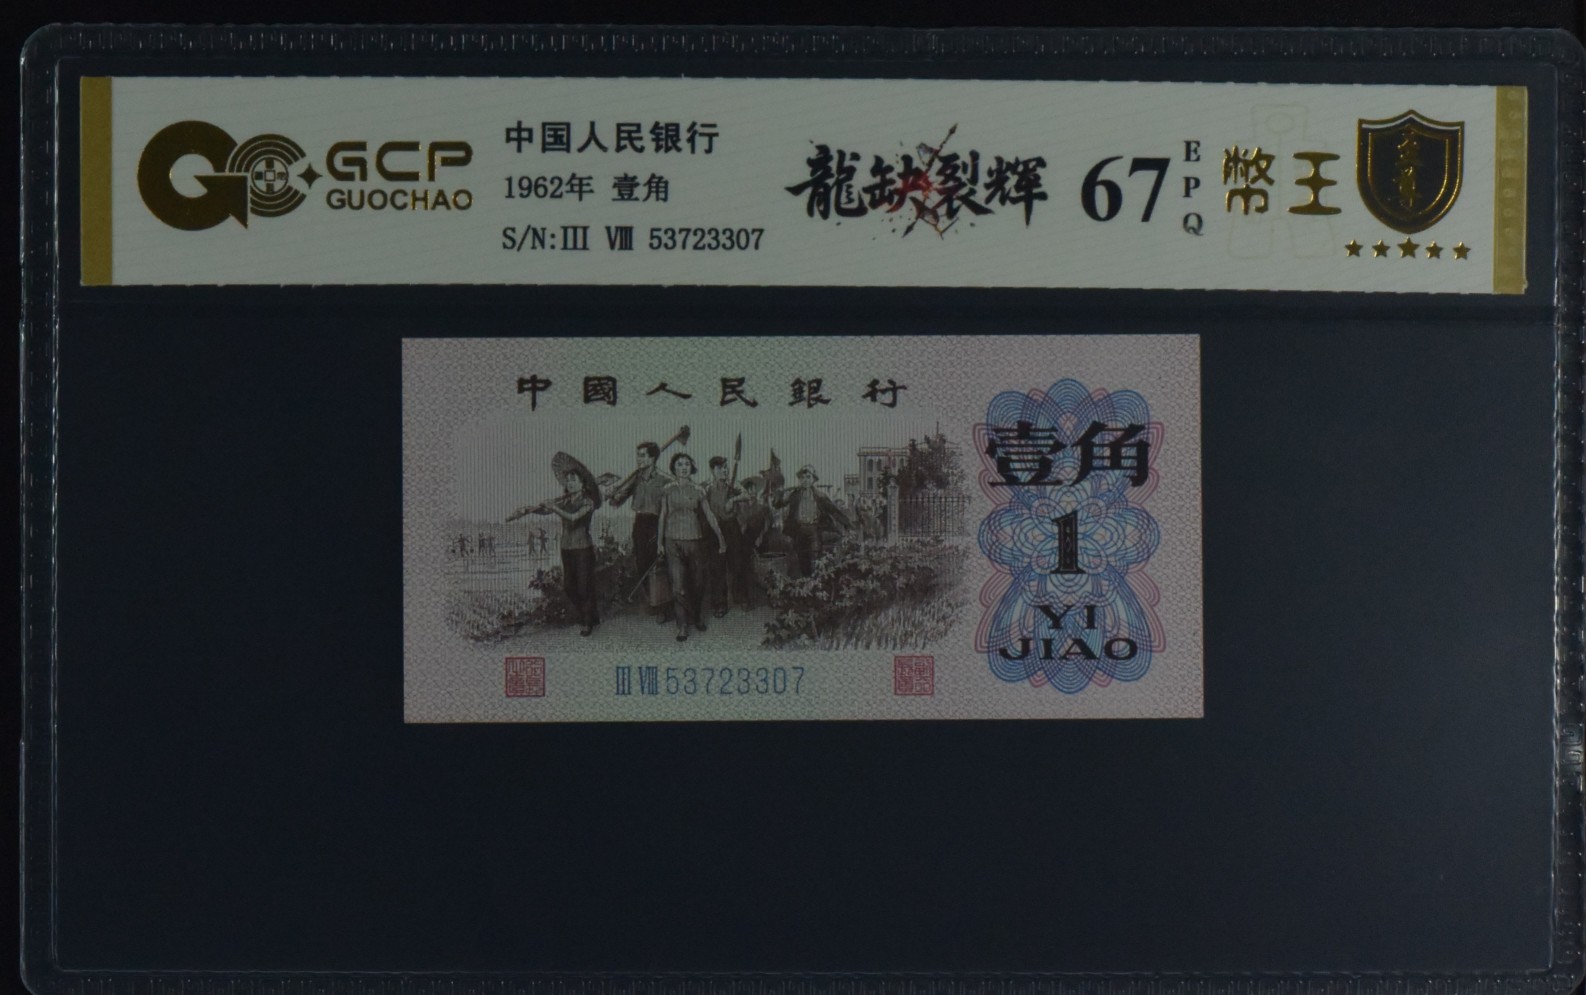 GCP
GUOCHAO
中国人民银行
1962年 壹角
S/N:III VIII 53723307
龍缺裂輝
67
EPQ
幣王
中國人民銀行
壹角
1
YI
JIAO
III VIII 53723307